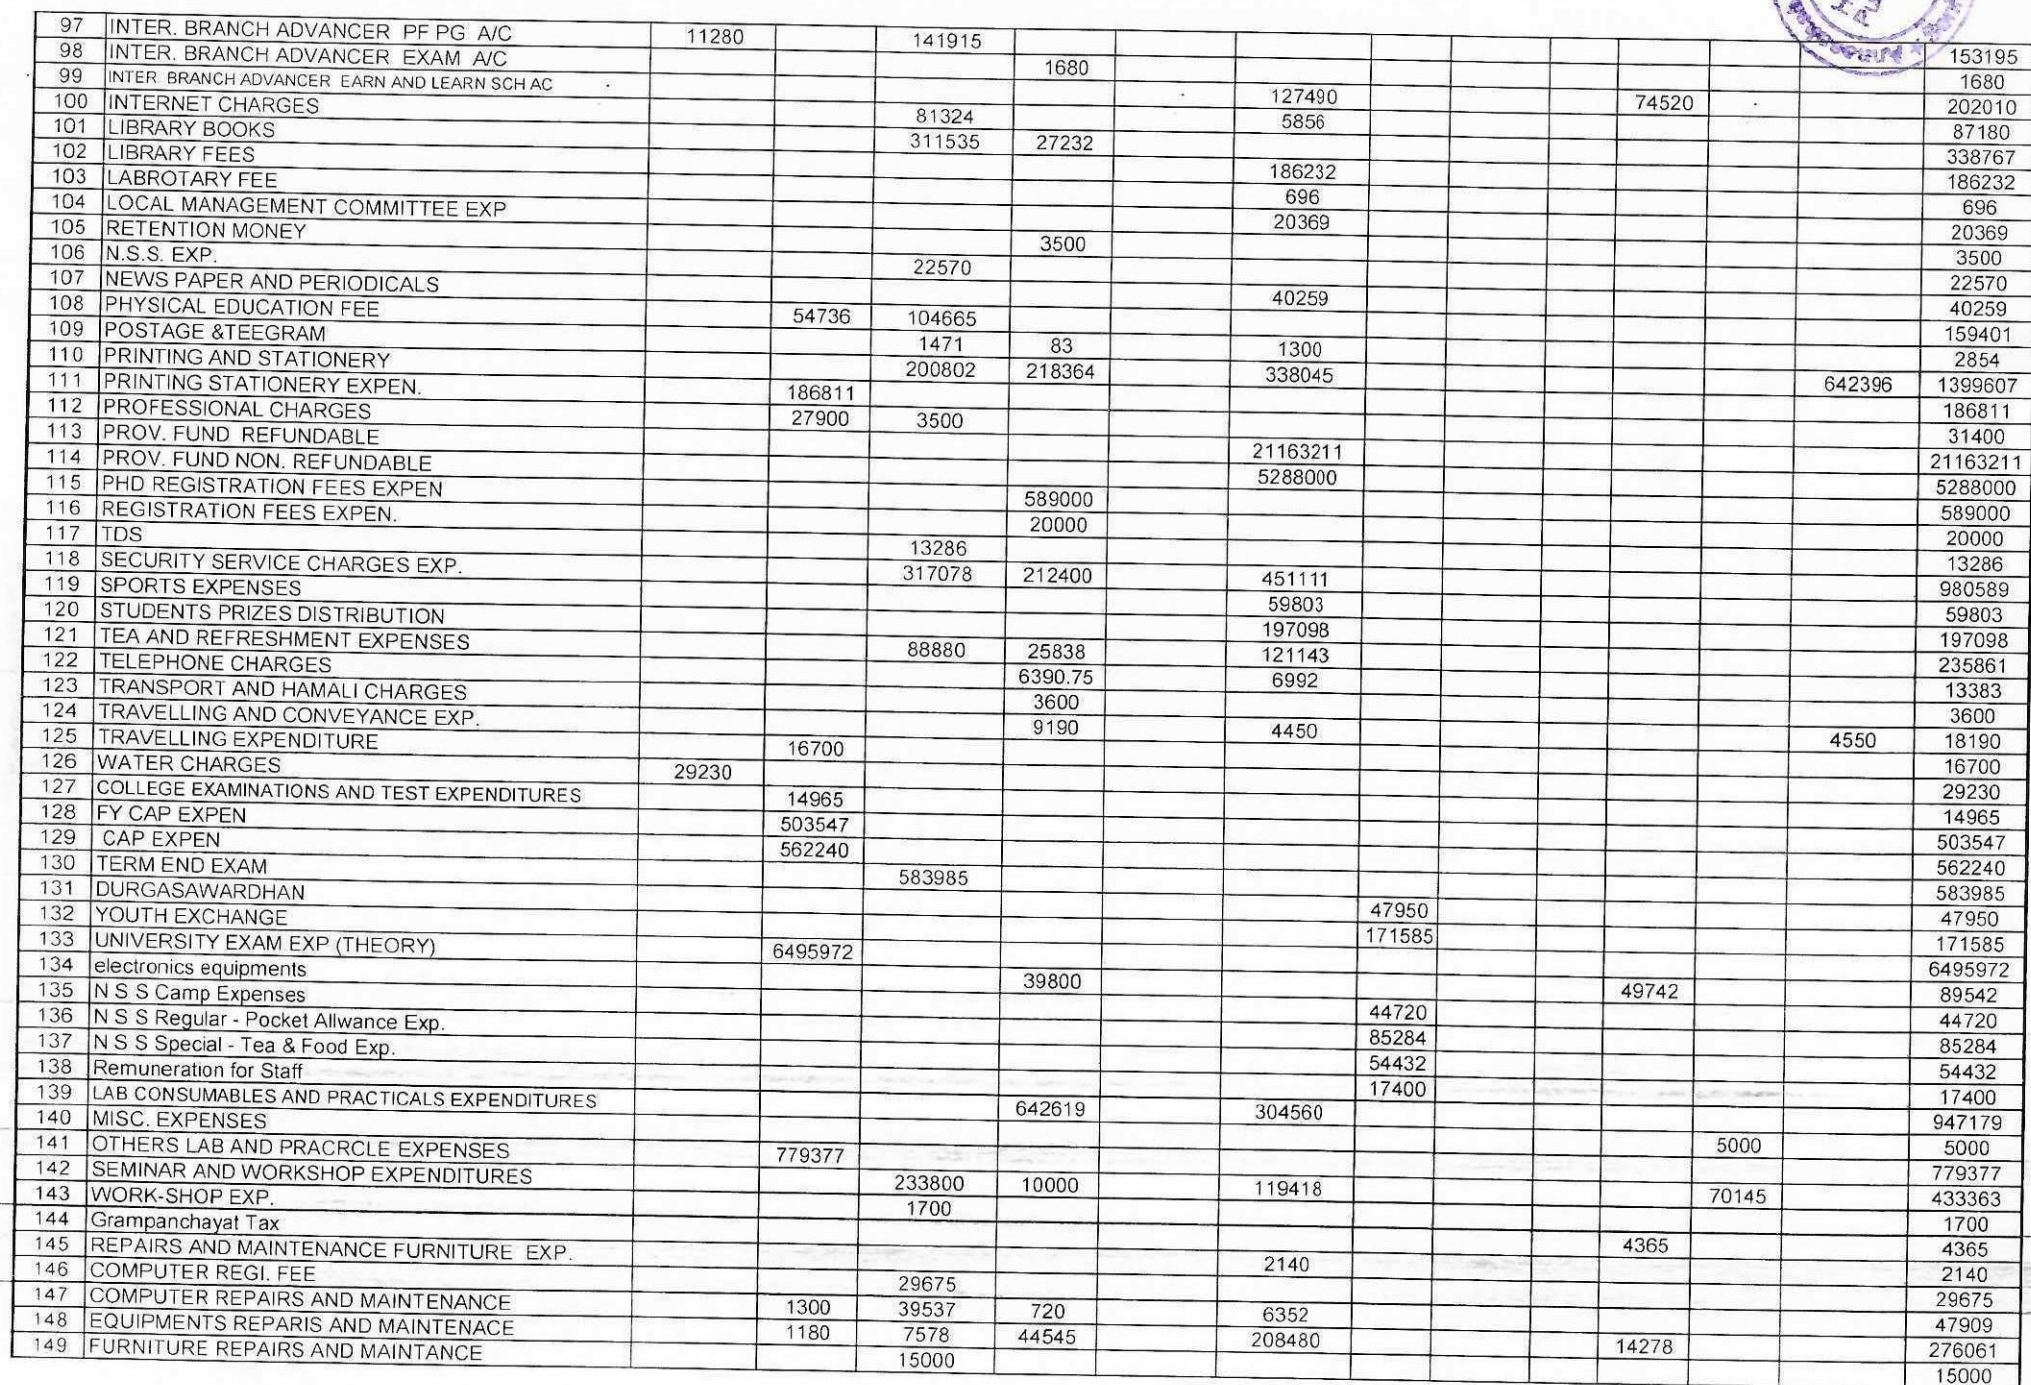 97 INTER. BRANCH ADVANCER PF PG A/C 11280 141915 153195
98 INTER. BRANCH ADVANCER EXAM A/C 1680 1680
99 INTER. BRANCH ADVANCER EARN AND LEARN SCH AC 127490 74520 202010
100 INTERNET CHARGES 81324 5856 87180
101 LIBRARY BOOKS 311535 27232 338767
102 LIBRARY FEES 186232 186232
103 LABROTARY FEE 696 696
104 LOCAL MANAGEMENT COMMITTEE EXP 20369 20369
105 RETENTION MONEY 3500 3500
106 N.S.S. EXP. 22570 22570
107 NEWS PAPER AND PERIODICALS 40259 40259
108 PHYSICAL EDUCATION FEE 54736 104665 159401
109 POSTAGE &TEEGRAM 1471 83 1300 2854
110 PRINTING AND STATIONERY 200802 218364 338045 642396 1399607
111 PRINTING STATIONERY EXPEN. 186811 186811
112 PROFESSIONAL CHARGES 27900 3500 31400
113 PROV. FUND REFUNDABLE 21163211 21163211
114 PROV. FUND NON. REFUNDABLE 5288000 5288000
115 PHD REGISTRATION FEES EXPEN 589000 589000
116 REGISTRATION FEES EXPEN. 20000 20000
117 TDS 13286 13286
118 SECURITY SERVICE CHARGES EXP. 317078 212400 451111 980589
119 SPORTS EXPENSES 59803 59803
120 STUDENTS PRIZES DISTRIBUTION 197098 197098
121 TEA AND REFRESHMENT EXPENSES 88880 25838 121143 235861
122 TELEPHONE CHARGES 6390.75 6992 13383
123 TRANSPORT AND HAMALI CHARGES 3600 3600
124 TRAVELLING AND CONVEYANCE EXP. 9190 4450 4550 18190
125 TRAVELLING EXPENDITURE 16700 16700
126 WATER CHARGES 29230 29230
127 COLLEGE EXAMINATIONS AND TEST EXPENDITURES 14965 14965
128 FY CAP EXPEN 503547 503547
129 CAP EXPEN 562240 562240
130 TERM END EXAM 583985 583985
131 DURGASAWARDHAN 47950 47950
132 YOUTH EXCHANGE 171585 171585
133 UNIVERSITY EXAM EXP (THEORY) 6495972 6495972
134 electronics equipments 39800 49742 89542
135 N S S Camp Expenses 44720 44720
136 N S S Regular - Pocket Allwance Exp. 85284 85284
137 N S S Special - Tea & Food Exp. 54432 54432
138 Remuneration for Staff 17400 17400
139 LAB CONSUMABLES AND PRACTICALS EXPENDITURES 642619 304560 947179
140 MISC. EXPENSES 5000 5000
141 OTHERS LAB AND PRACRCLE EXPENSES 779377 779377
142 SEMINAR AND WORKSHOP EXPENDITURES 233800 10000 119418 70145 433363
143 WORK-SHOP EXP. 1700 1700
144 Grampanchayat Tax 4365 4365
145 REPAIRS AND MAINTENANCE FURNITURE EXP. 2140 2140
146 COMPUTER REGI. FEE 29675 29675
147 COMPUTER REPAIRS AND MAINTENANCE 1300 39537 720 6352 47909
148 EQUIPMENTS REPARIS AND MAINTENACE 1180 7578 44545 208480 14278 276061
149 FURNITURE REPAIRS AND MAINTANCE 15000 15000